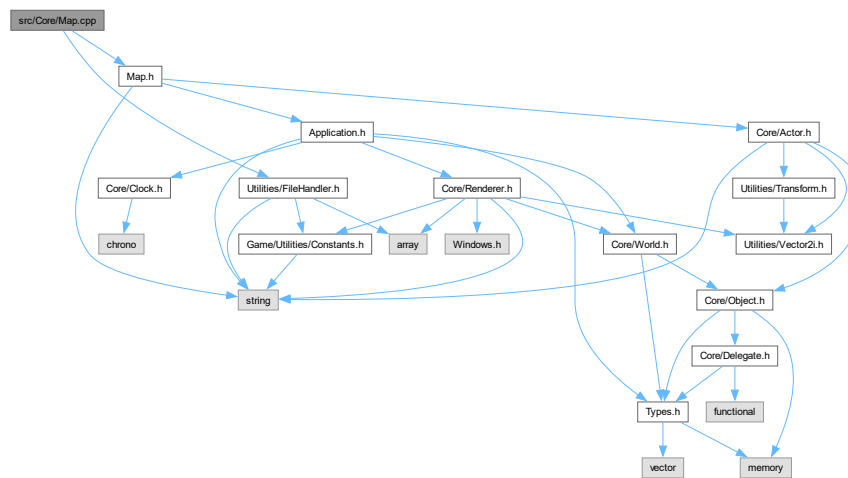 src/Core/Map.cpp
Map.h
Application.h
Core/Actor.h
Core/Clock.h
Utilities/FileHandler.h
Core/Renderer.h
Utilities/Transform.h
chrono
Game/Utilities/Constants.h
array
Windows.h
Core/World.h
Utilities/Vector2i.h
string
Core/Object.h
Core/Delegate.h
Types.h
functional
vector
memory